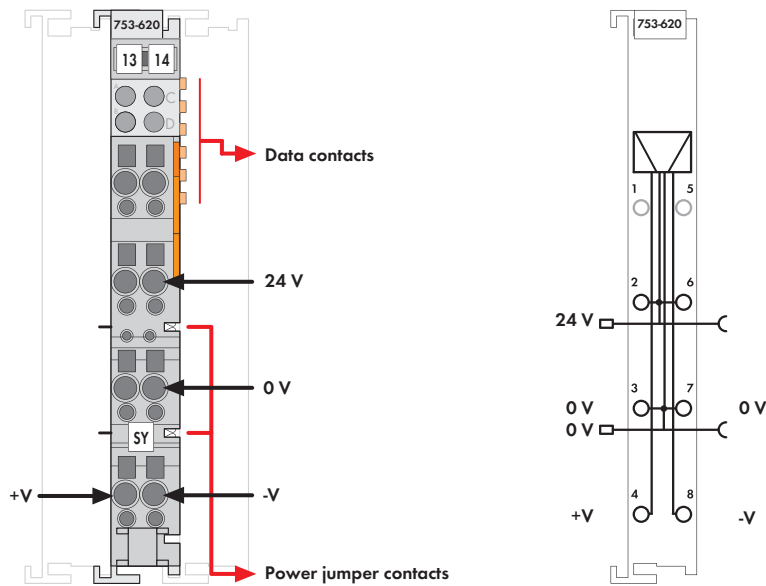 753-620
13 14
A
C
B
D
Data contacts
24 V
0 V
SY
+V
-V
Power jumper contacts
753-620
1 5
2 6
24 V
3 7
0 V 0 V
0 V
4 8
+V -V